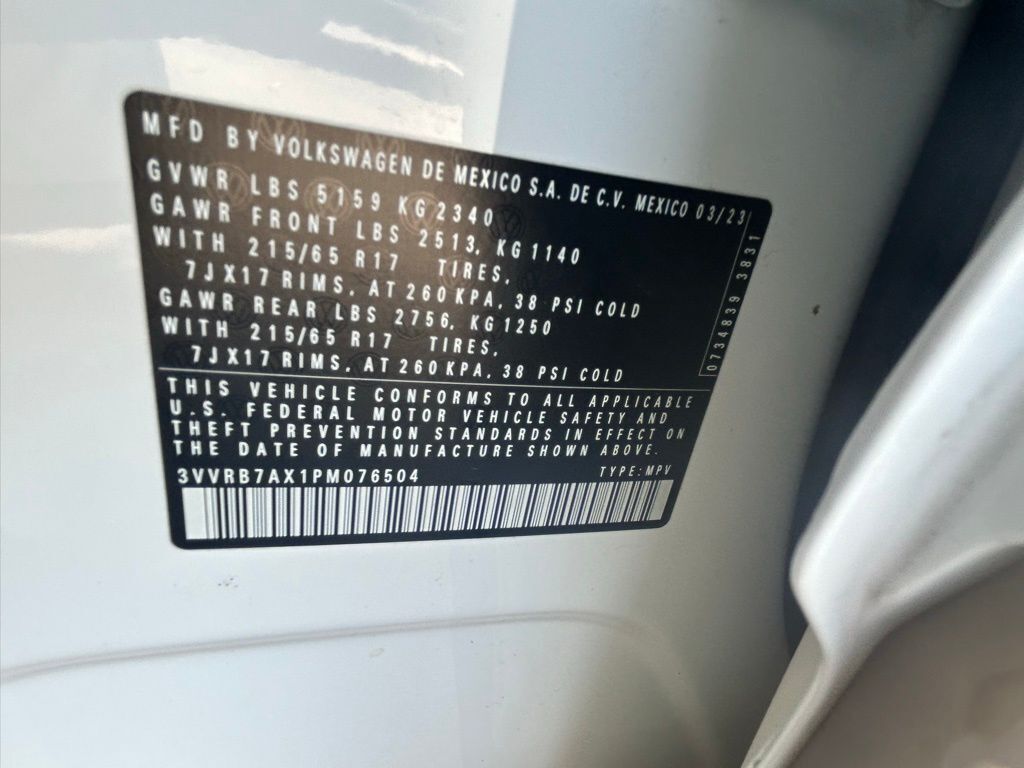 MFD BY VOLKSWAGEN DE MEXICO S.A. DE C.V. MEXICO 03/23
GVWR LBS 5159 KG 2340
GAWR FRONT LBS 2513, KG 1140
WITH 215/65 R17 TIRES,
7JX17 RIMS, AT 260 KPA, 38 PSI COLD
GAWR REAR LBS 2756, KG 1250
WITH 215/65 R17 TIRES,
7JX17 RIMS, AT 260 KPA, 38 PSI COLD
0734839 3831
THIS VEHICLE CONFORMS TO ALL APPLICABLE
U.S. FEDERAL MOTOR VEHICLE SAFETY AND
THEFT PREVENTION STANDARDS IN EFFECT ON
THE DATE OF MANUFACTURE SHOWN ABOVE.
3VVRB7AX1PM076504 TYPE: MPV